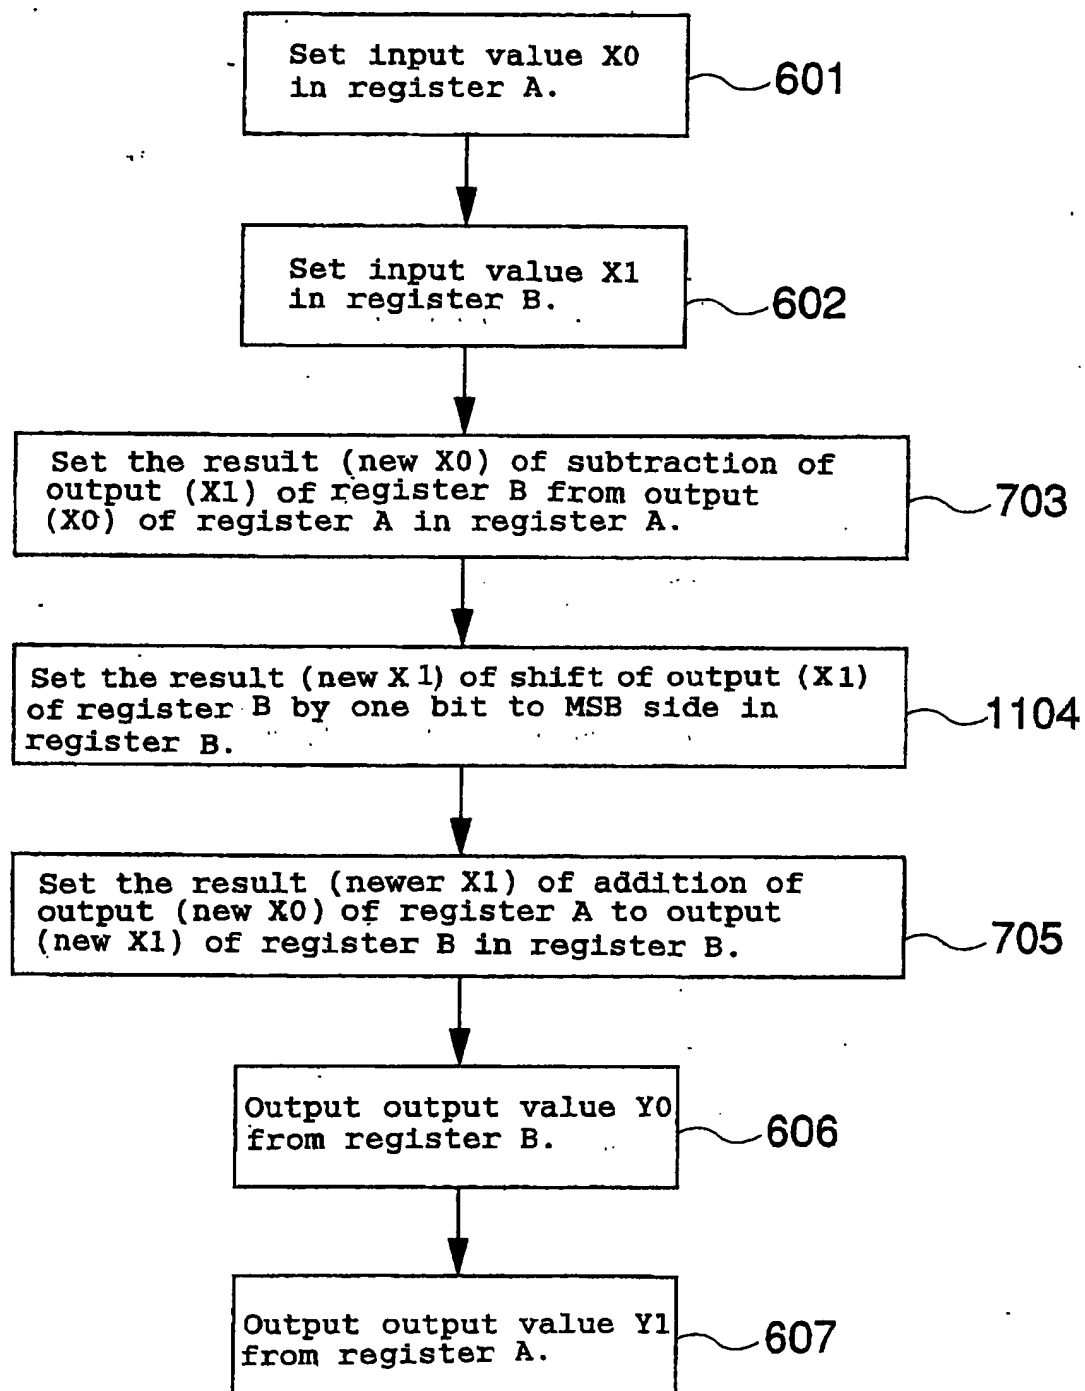 Set input value X0
in register A.
601
Set input value X1
in register B.
602
Set the result (new X0) of subtraction of
output (X1) of register B from output
(X0) of register A in register A.
703
Set the result (new X1) of shift of output (X1)
of register B by one bit to MSB side in
register B.
1104
Set the result (newer X1) of addition of
output (new X0) of register A to output
(new X1) of register B in register B.
705
Output output value Y0
from register B.
606
Output output value Y1
from register A.
607